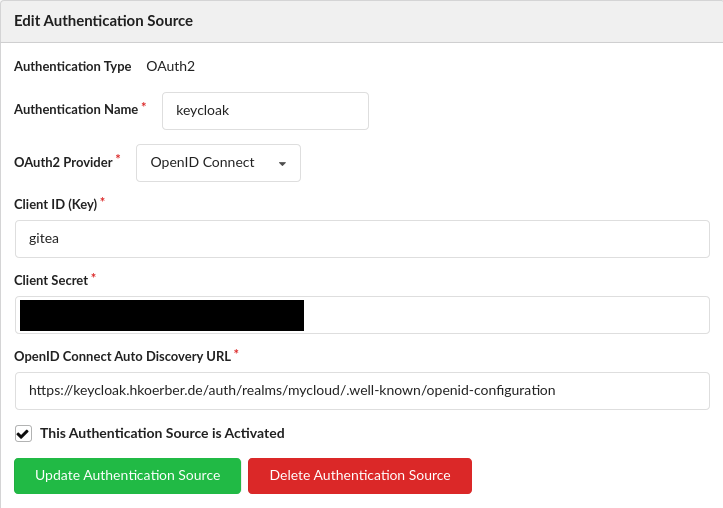 Edit Authentication Source
Authentication Type OAuth2
Authentication Name * keycloak
OAuth2 Provider * OpenID Connect
Client ID (Key) *
gitea
Client Secret *
OpenID Connect Auto Discovery URL *
https://keycloak.hkoerber.de/auth/realms/mycloud/.well-known/openid-configuration
This Authentication Source is Activated
Update Authentication Source Delete Authentication Source